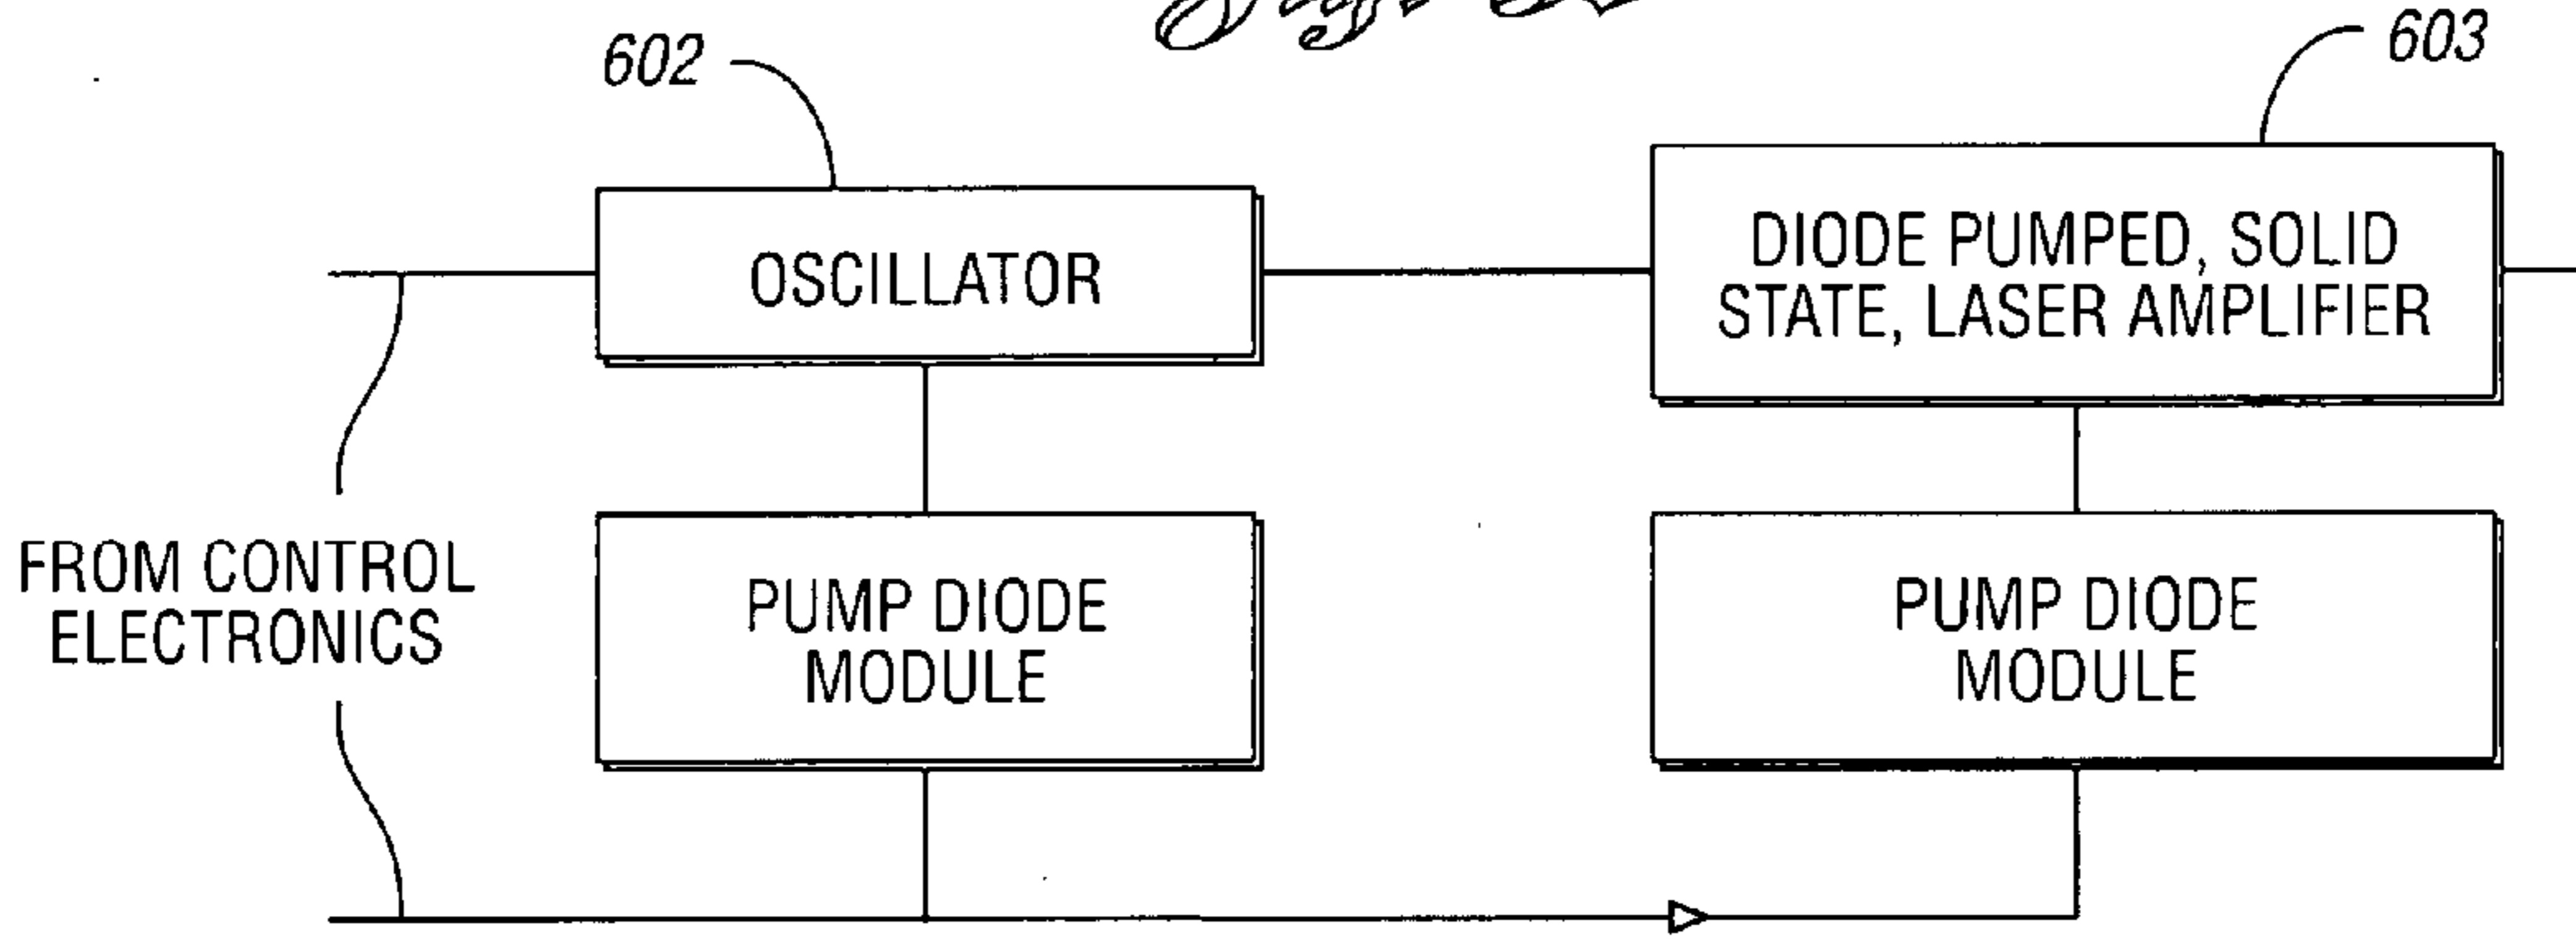 602
603
OSCILLATOR
DIODE PUMPED, SOLID
STATE, LASER AMPLIFIER
FROM CONTROL
ELECTRONICS
PUMP DIODE
MODULE
PUMP DIODE
MODULE